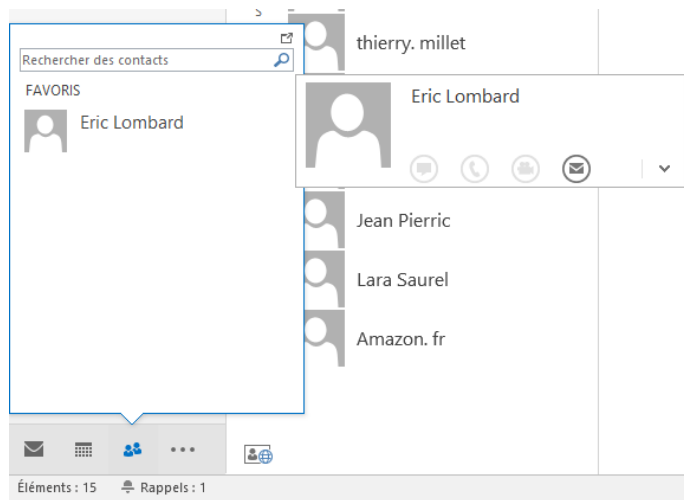 S
thierry. millet
Rechercher des contacts
FAVORIS
Eric Lombard
Eric Lombard
Jean Pierric
Lara Saurel
Amazon. fr
Éléments : 15
Rappels : 1